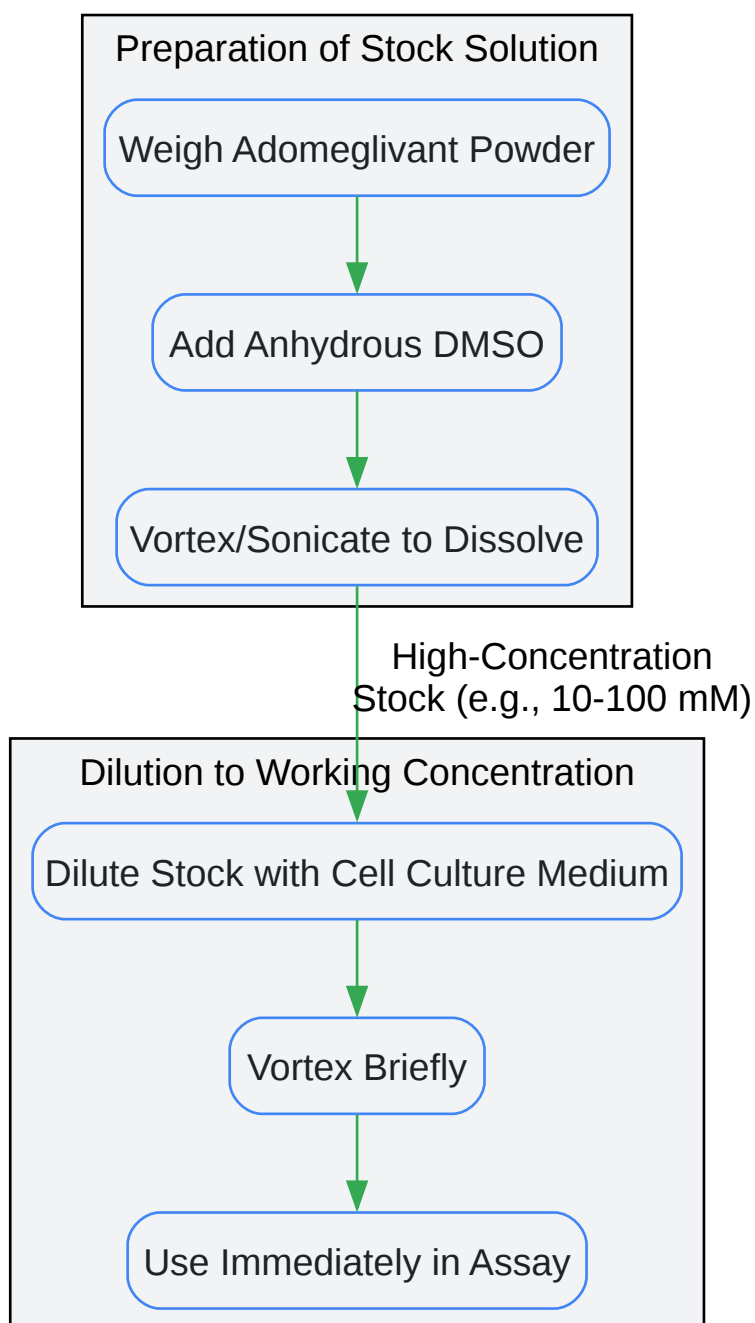 Preparation of Stock Solution
Weigh Adomeglivant Powder
Add Anhydrous DMSO
Vortex/Sonicate to Dissolve
High-Concentration
Stock (e.g., 10-100 mM)
Dilution to Working Concentration
Dilute Stock with Cell Culture Medium
Vortex Briefly
Use Immediately in Assay